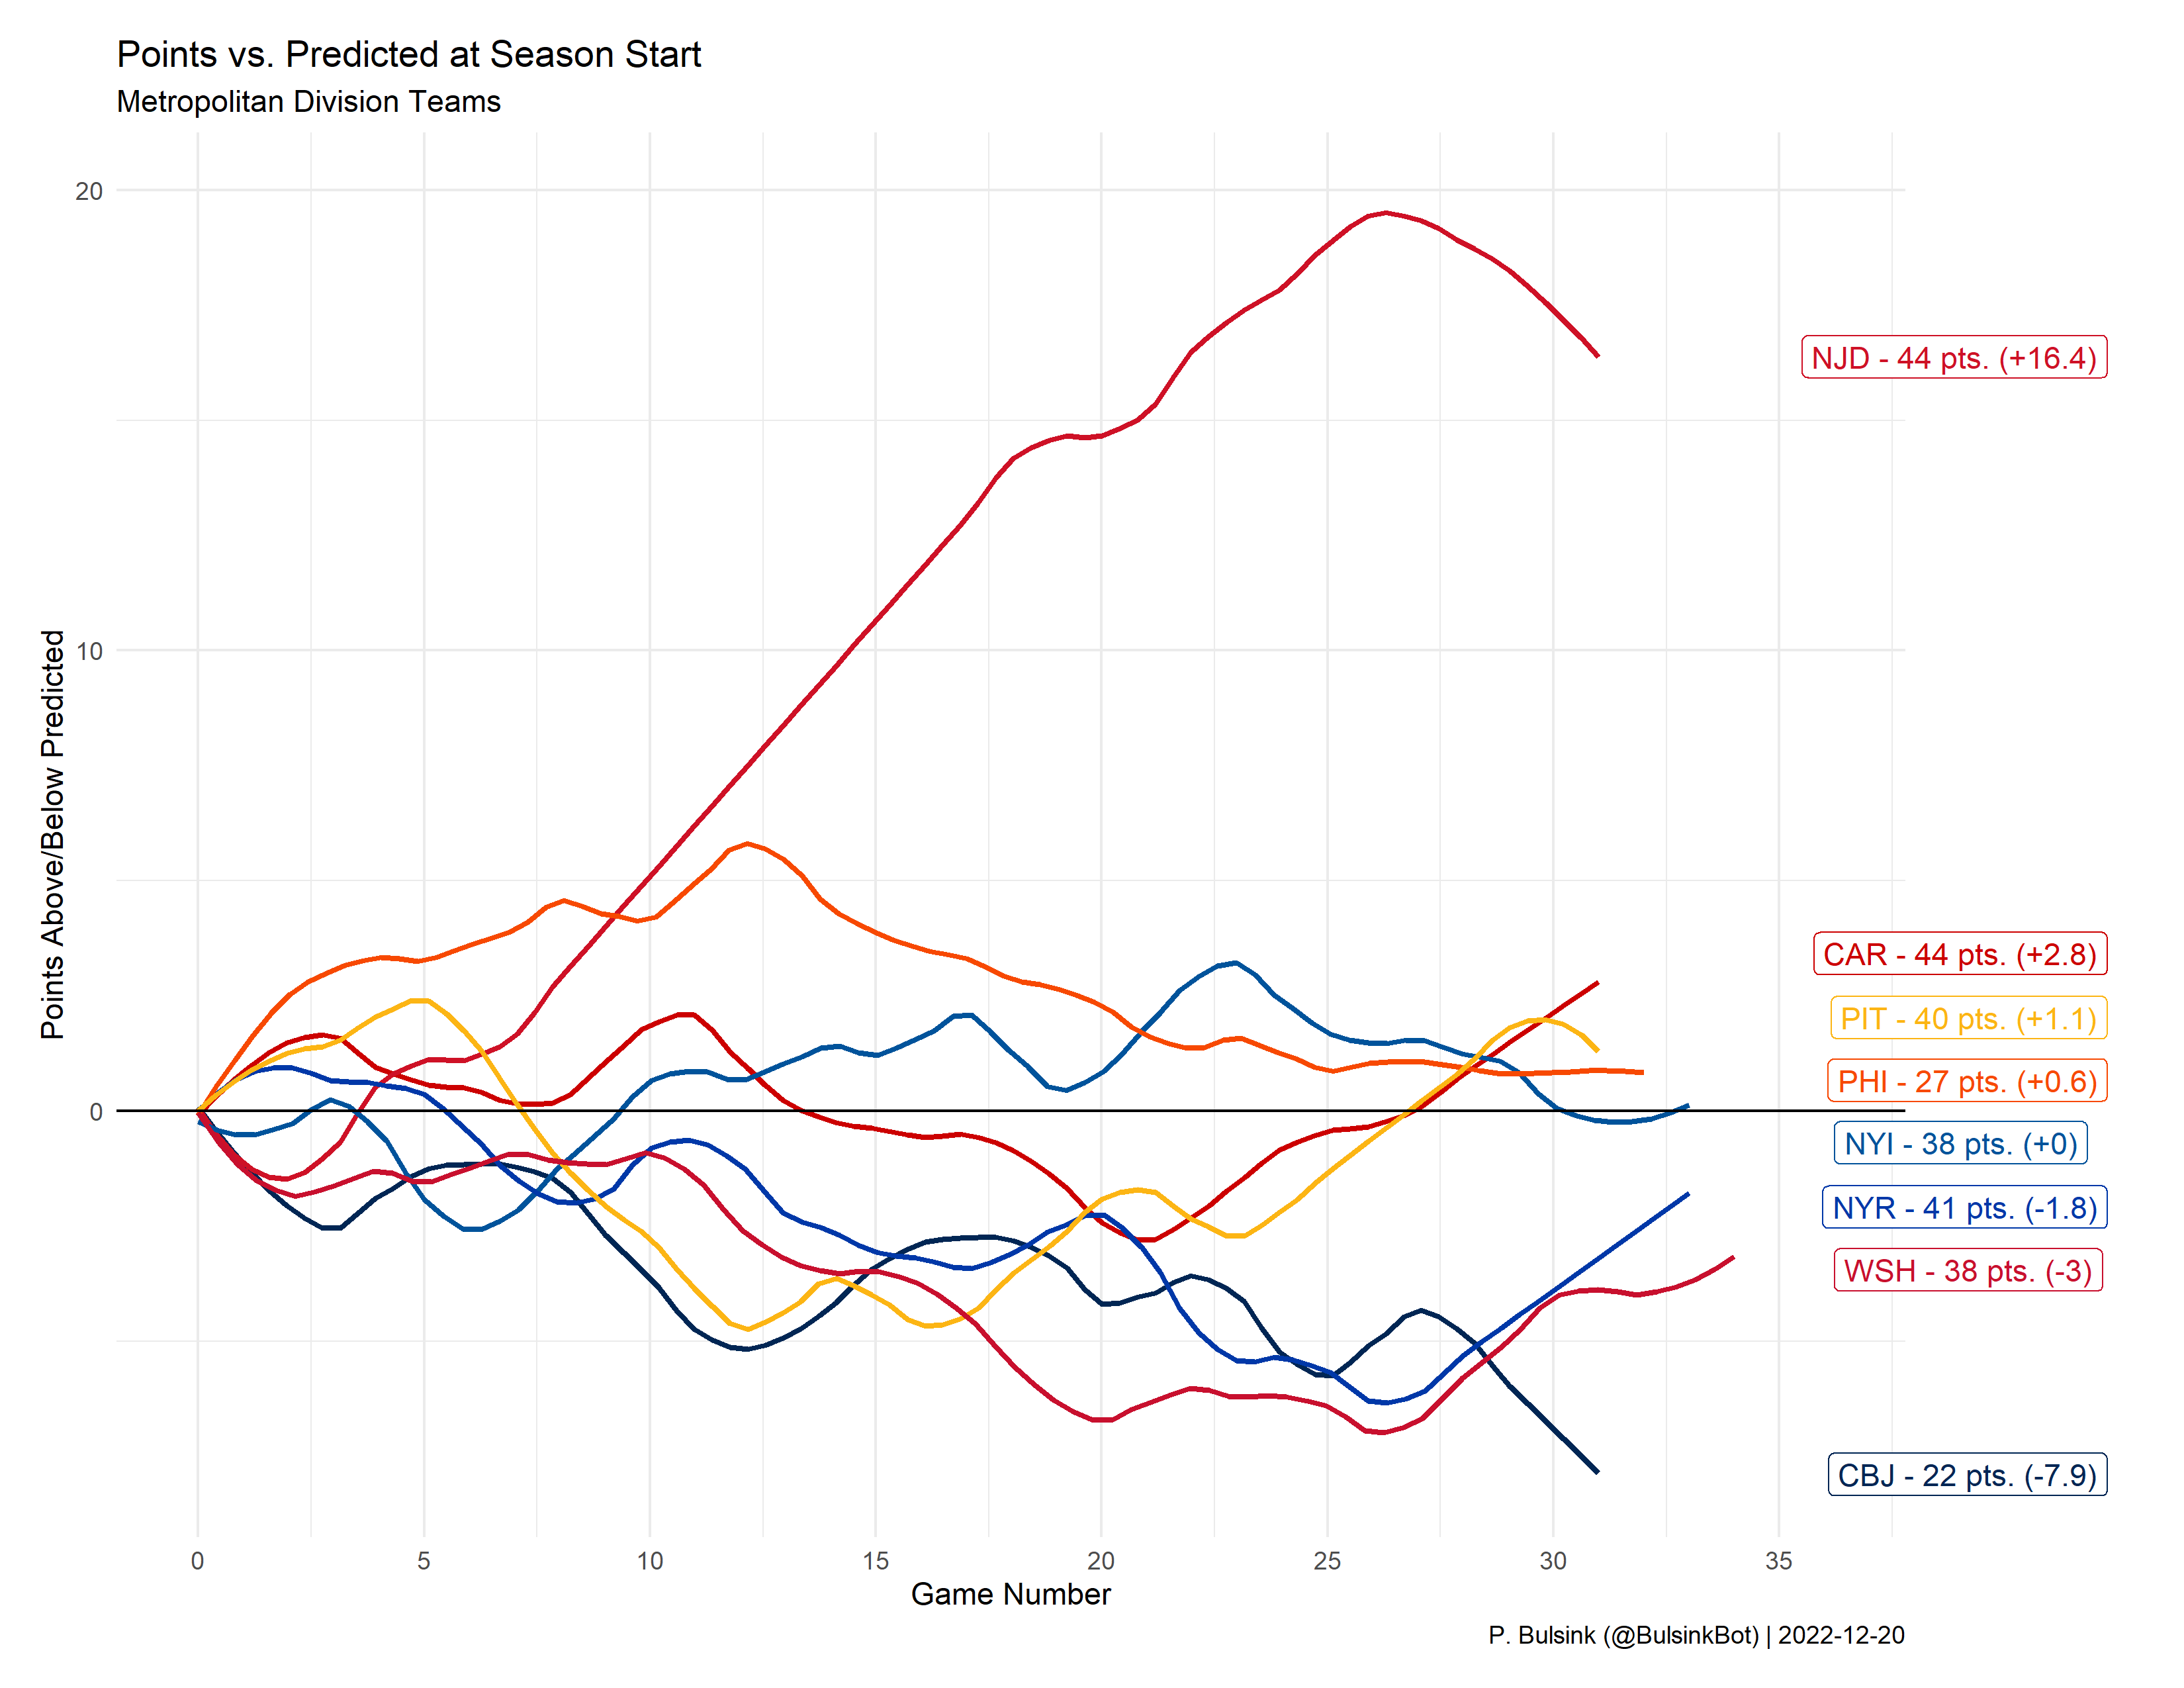 Points vs. Predicted at Season Start
Metropolitan Division Teams
Points Above/Below Predicted
20
10
0
NJD - 44 pts. (+16.4)
CAR - 44 pts. (+2.8)
PIT - 40 pts. (+1.1)
PHI - 27 pts. (+0.6)
NYI - 38 pts. (+0)
NYR - 41 pts. (-1.8)
WSH - 38 pts. (-3)
CBJ - 22 pts. (-7.9)
0 5 10 15 20 25 30 35
Game Number
P. Bulsink (@BulsinkBot) | 2022-12-20